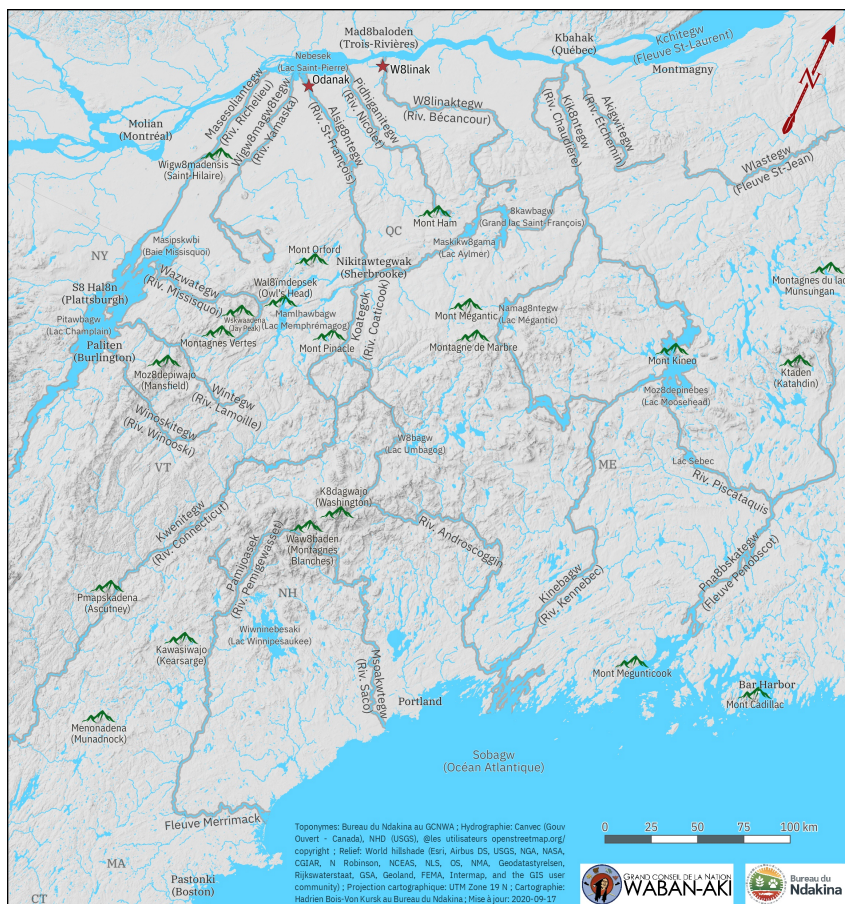 Mad8baloden
(Trois-Rivières)
Kbahak
(Québec)
Kchitegw
(Fleuve St-Laurent)
Montmagny
N
Nebesek
(Lac Saint-Pierre)
Odanak
W8linak
Molian
(Montréal)
Masesoliantegw
(Riv. Richelieu)
Wigw8magw8tegw
(Riv. Yamaska)
Alsig8ntegw
(Riv. St-François)
Pidhiganitegw
(Riv. Nicolet)
W8linaktegw
(Riv. Bécancour)
Kik8ntegw
(Riv. Chaudière)
Akigwitegw
(Riv. Etchemin)
Wlastegw
(Fleuve St-Jean)
Wigw8madensis
(Saint-Hilaire)
Mont Ham
8kawbagw
(Grand lac Saint-François)
QC
NY
Masipskwbi
(Baie Missisquoi)
Mont Orford
Maskikw8gama
(Lac Aylmer)
Nikitawtegwak
(Sherbrooke)
Wazwategw
(Riv. Missisquoi)
Wal8ïmdepsek
(Owl's Head)
S8 Hal8n
(Plattsburgh)
Montagnes du lac
Munsungan
Pitawbagw
(Lac Champlain)
Wskwaadena
(Jay Peak)
Mamlhawbagw
(Lac Memphrémagog)
Koategok
(Riv. Coaticook)
Mont Mégantic
Namag8ntegw
(Lac Mégantic)
Paliten
(Burlington)
Montagnes Vertes
Mont Pinacle
Montagne de Marbre
Mont Kineo
Moz8depiwajo
(Mansfield)
Ktaden
(Katahdin)
Moz8depinebes
(Lac Moosehead)
Wintegw
(Riv. Lamoille)
Winoskitegw
(Riv. Winooski)
W8bagw
(Lac Umbagog)
VT
ME
Lac Sebec
Riv. Piscataquis
K8dagwajo
(Washington)
Kwenitegw
(Riv. Connecticut)
Waw8baden
(Montagnes
Blanches)
Riv. Androscoggin
Pamijoasek
(Riv. Pemigewasset)
Kinebagw
(Riv. Kennebec)
Pna8bskategw
(Fleuve Penobscot)
Pmapskadena
(Ascutney)
NH
Wiwninebesaki
(Lac Winnipesaukee)
Kawasiwajo
(Kearsarge)
Msoakwtegw
(Riv. Saco)
Mont Megunticook
Bar Harbor
Mont Cadillac
Portland
Menonadena
(Munadnock)
Sobagw
(Océan Atlantique)
Fleuve Merrimack
MA
Pastonki
(Boston)
CT
Toponymes: Bureau du Ndakina au GCNWA ; Hydrographie: Canvec (Gouv
Ouvert - Canada), NHD (USGS), @les utilisateurs openstreetmap.org/
copyright ; Relief: World hillshade (Esri, Airbus DS, USGS, NGA, NASA,
CGIAR, N Robinson, NCEAS, NLS, OS, NMA, Geodatastyrelsen,
Rijkswaterstaat, GSA, Geoland, FEMA, Intermap, and the GIS user
community) ; Projection cartographique: UTM Zone 19 N ; Cartographie:
Hadrien Bois-Von Kursk au Bureau du Ndakina ; Mise à jour: 2020-09-17
0 25 50 75 100 km
GRAND CONSEIL DE LA NATION
WABAN-AKI
Bureau du
Ndakina